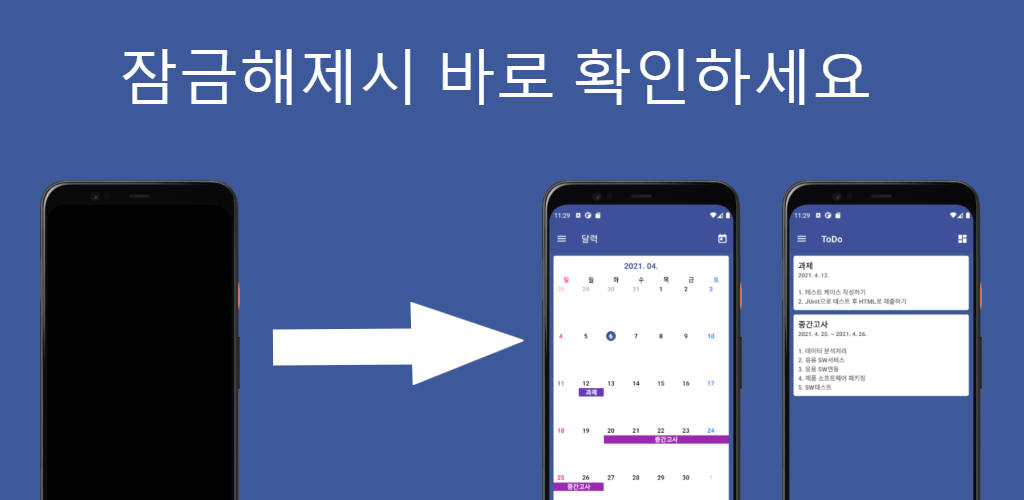 잠금해제시 바로 확인하세요
11:29
달력
2021. 04.
일 월 화 수 목 금 토
28 29 30 31 1 2 3
4 5 6 7 8 9 10
11 12 13 14 15 16 17
과제
18 19 20 21 22 23 24
중간고사
25 26 27 28 29 30 1
중간고사
11:29
ToDo
과제
2021. 4. 12.
1. 테스트 케이스 작성하기
2. JUnit으로 테스트 후 HTML로 제출하기
중간고사
2021. 4. 20. ~ 2021. 4. 26.
1. 데이터 분석처리
2. 응용 SW서비스
3. 응용 SW연동
4. 제품 소프트웨어 패키징
5. SW테스트